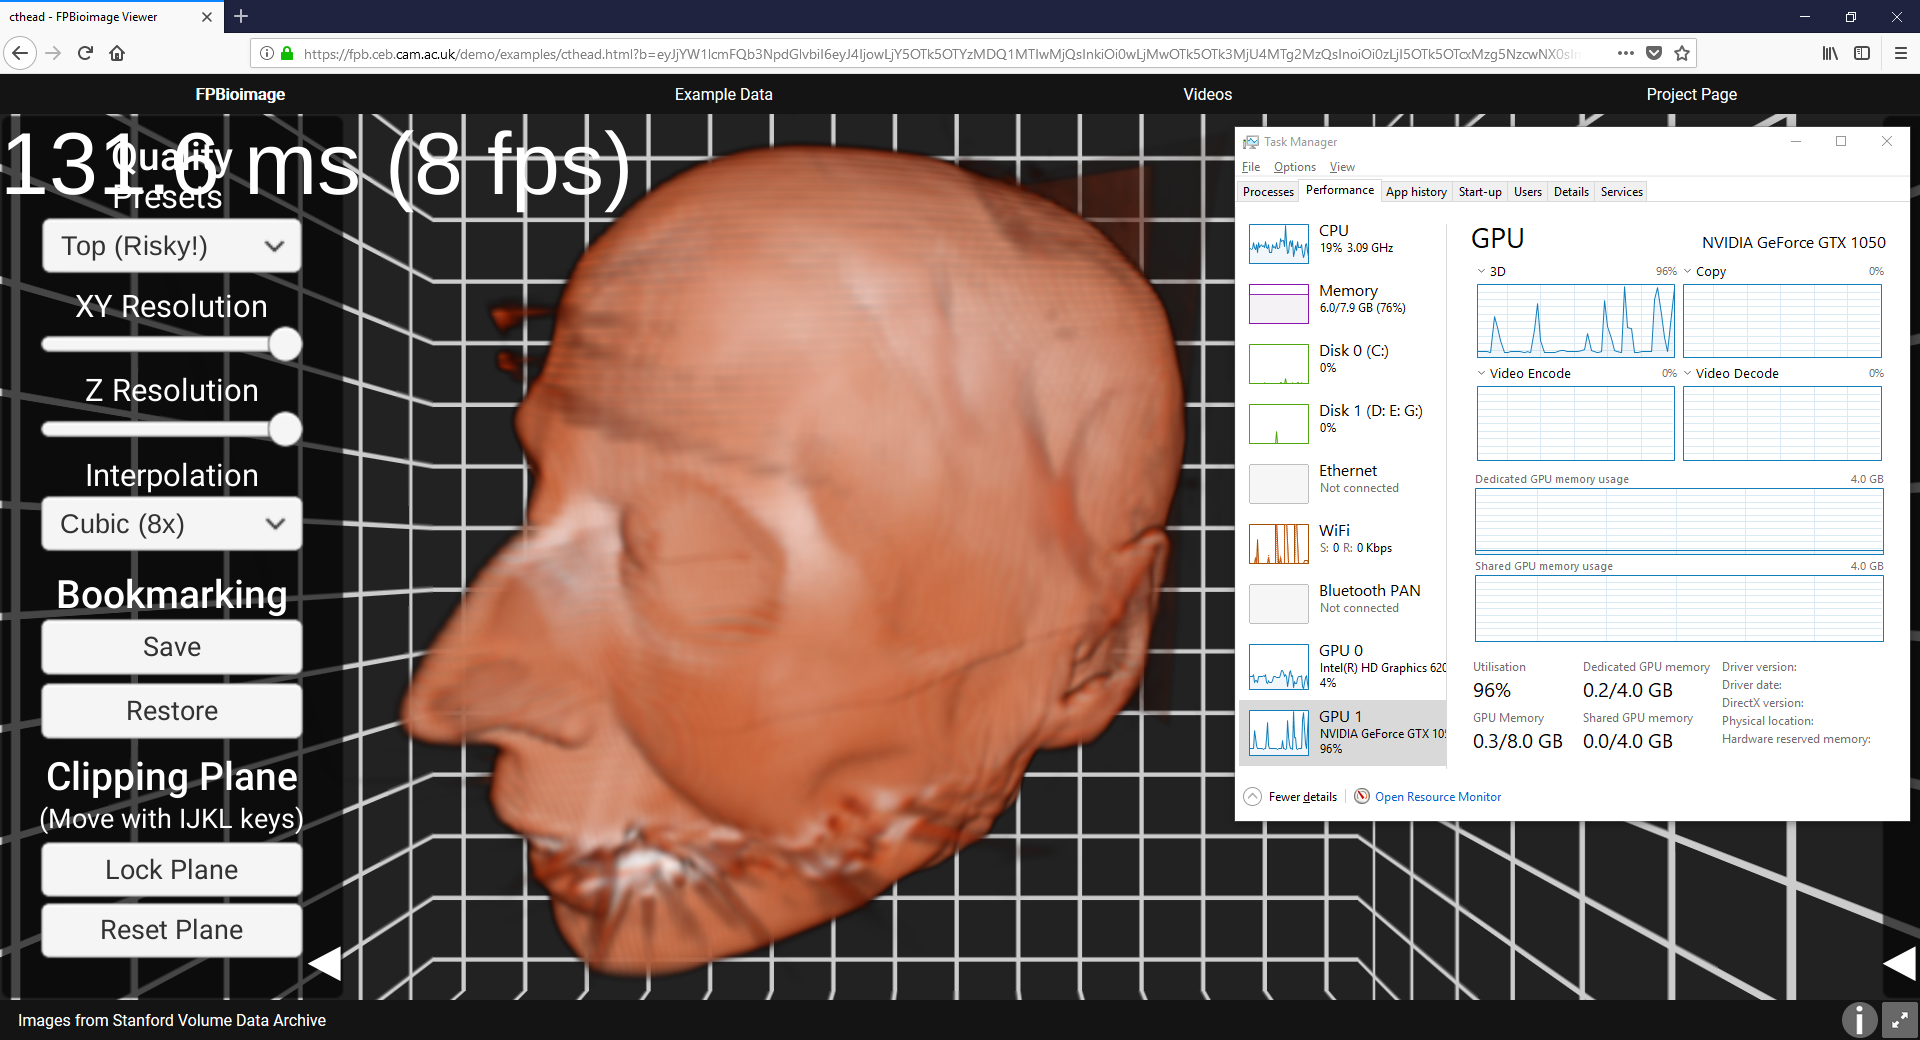 cthead - FPBioimage Viewer
https://fpb.ceb.cam.ac.uk/demo/examples/cthead.html?b=
FPBioimage
Example Data
Videos
Project Page
131.6 ms (8 fps)
Quality
Presets
Top (Risky!)
XY Resolution
Z Resolution
Interpolation
Cubic (8x)
Bookmarking
Save
Restore
Clipping Plane
(Move with IJKL keys)
Lock Plane
Reset Plane
Images from Stanford Volume Data Archive
Task Manager
File Options View
Processes Performance App history Start-up Users Details Services
CPU
19% 3.09 GHz
Memory
6.0/7.9 GB (76%)
Disk 0 (C:)
0%
Disk 1 (D: E: G:)
0%
Ethernet
Not connected
WiFi
S: 0 R: 0 Kbps
Bluetooth PAN
Not connected
GPU 0
Intel(R) HD Graphics 620
4%
GPU 1
NVIDIA GeForce GTX 105
96%
GPU
NVIDIA GeForce GTX 1050
3D 96%
Copy 0%
Video Encode 0%
Video Decode 0%
Dedicated GPU memory usage 4.0 GB
Shared GPU memory usage 4.0 GB
Utilisation
96%
Dedicated GPU memory
0.2/4.0 GB
GPU Memory
0.3/8.0 GB
Shared GPU memory
0.0/4.0 GB
Driver version:
Driver date:
DirectX version:
Physical location:
Hardware reserved memory:
Fewer details
Open Resource Monitor